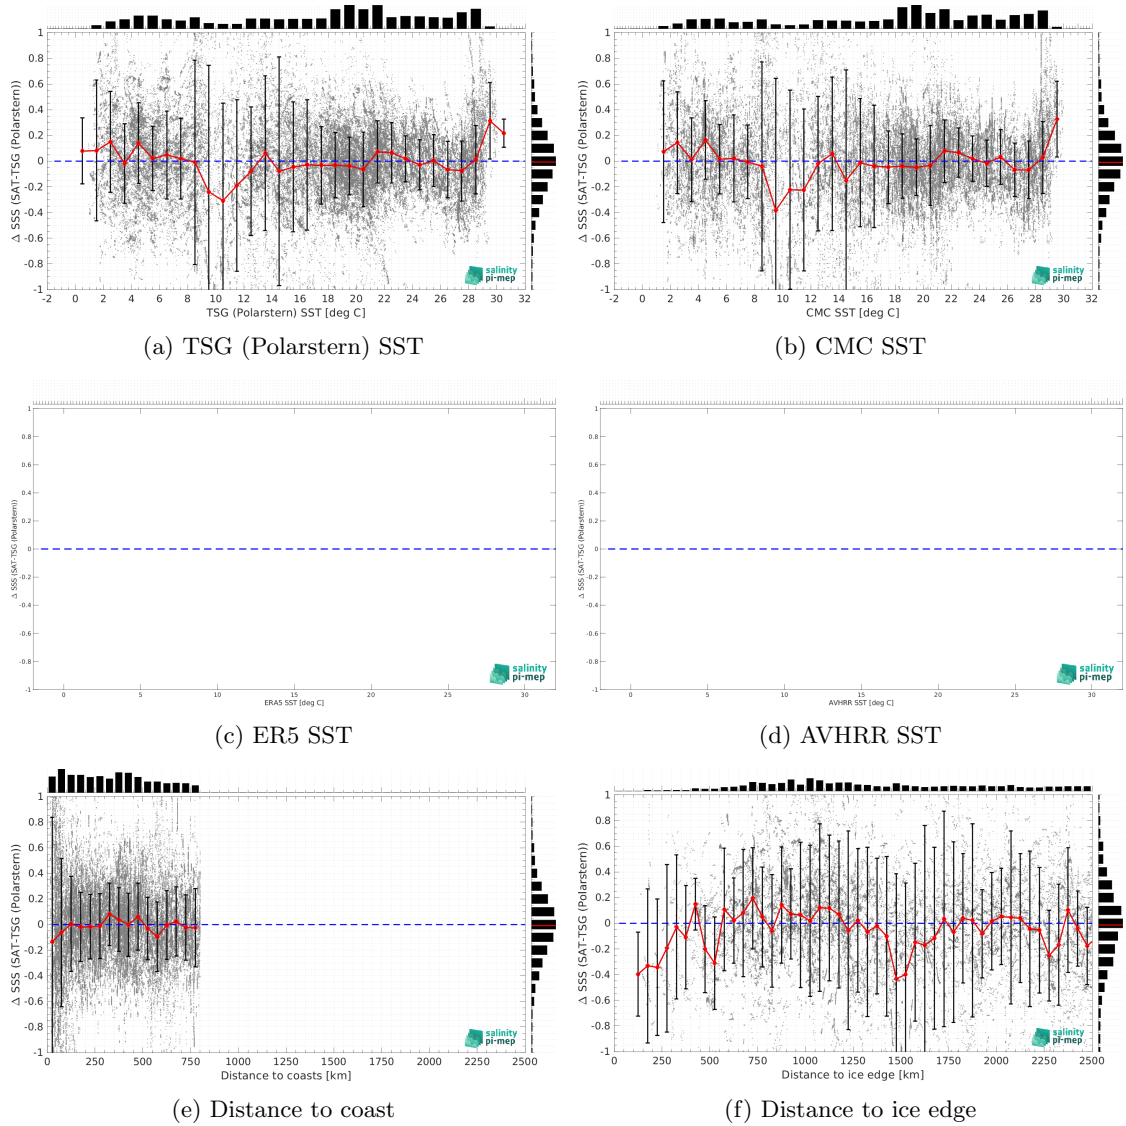 1
0.8
0.6
0.4
0.2
0
-0.2
-0.4
-0.6
-0.8
-1
Δ SSS (SAT-TSG (Polarstern))
-2 0 2 4 6 8 10 12 14 16 18 20 22 24 26 28 30 32
TSG (Polarstern) SST [deg C]
salinity
pi-mep
(a) TSG (Polarstern) SST
1
0.8
0.6
0.4
0.2
0
-0.2
-0.4
-0.6
-0.8
-1
Δ SSS (SAT-TSG (Polarstern))
-2 0 2 4 6 8 10 12 14 16 18 20 22 24 26 28 30 32
CMC SST [deg C]
salinity
pi-mep
(b) CMC SST
1
0.8
0.6
0.4
0.2
0
-0.2
-0.4
-0.6
-0.8
-1
Δ SSS (SAT-TSG (Polarstern))
0 5 10 15 20 25 30
ERA5 SST [deg C]
salinity
pi-mep
(c) ER5 SST
1
0.8
0.6
0.4
0.2
0
-0.2
-0.4
-0.6
-0.8
-1
Δ SSS (SAT-TSG (Polarstern))
0 5 10 15 20 25 30
AVHRR SST [deg C]
salinity
pi-mep
(d) AVHRR SST
1
0.8
0.6
0.4
0.2
0
-0.2
-0.4
-0.6
-0.8
-1
Δ SSS (SAT-TSG (Polarstern))
0 250 500 750 1000 1250 1500 1750 2000 2250 2500
Distance to coasts [km]
salinity
pi-mep
(e) Distance to coast
1
0.8
0.6
0.4
0.2
0
-0.2
-0.4
-0.6
-0.8
-1
Δ SSS (SAT-TSG (Polarstern))
0 250 500 750 1000 1250 1500 1750 2000 2250 2500
Distance to ice edge [km]
salinity
pi-mep
(f) Distance to ice edge